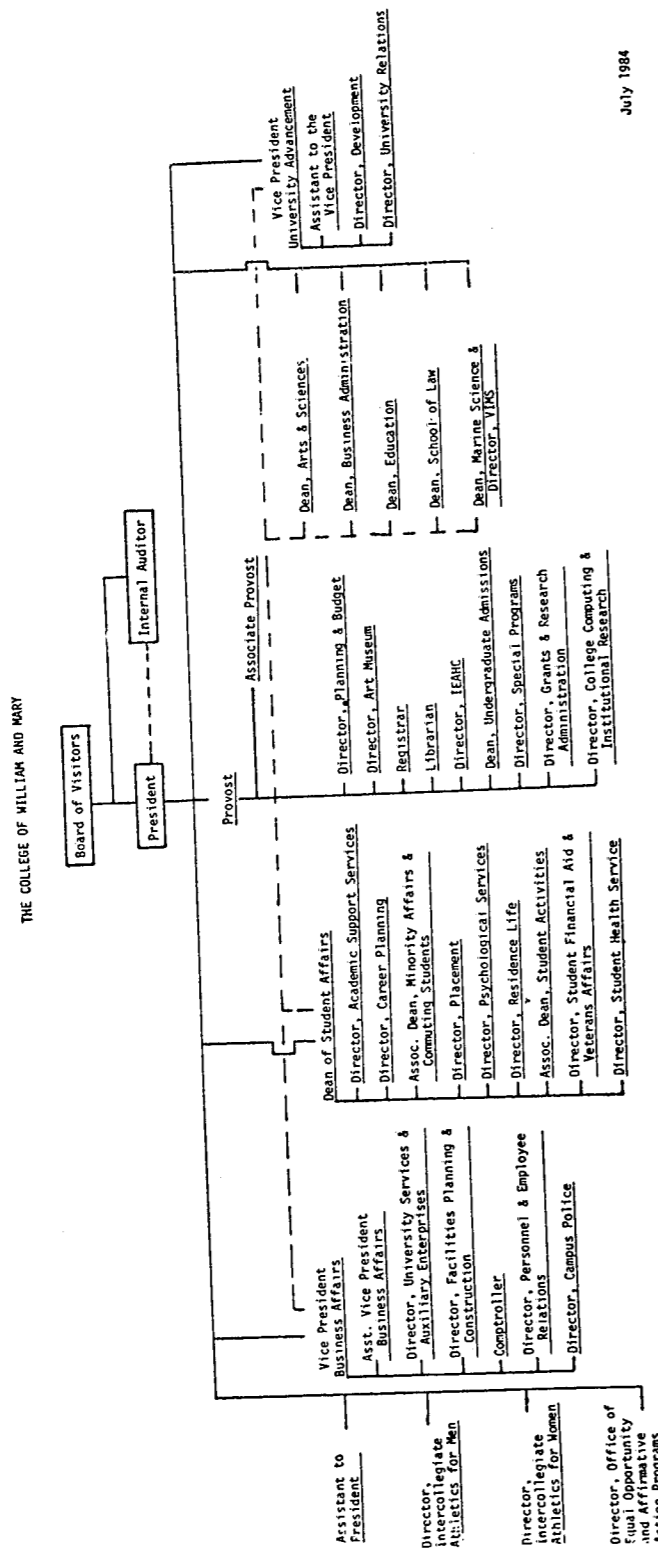 THE COLLEGE OF WILLIAM AND MARY
Board of Visitors
President
Internal Auditor
Provost
Associate Provost
Assistant to
President
Director,
Intercollegiate
Athletics for Men
Director,
Intercollegiate
Athletics for Women
Director, Office of
Equal Opportunity
and Affirmative
Action Programs
Vice President
Business Affairs
Asst. Vice President
Business Affairs
Director, University Services &
Auxiliary Enterprises
Director, Facilities Planning &
Construction
Comptroller
Director, Personnel & Employee
Relations
Director, Campus Police
Dean of Student Affairs
Director, Academic Support Services
Director, Career Planning
Assoc. Dean, Minority Affairs &
Commuting Students
Director, Placement
Director, Psychological Services
Director, Residence Life
Assoc. Dean, Student Activities
Director, Student Financial Aid &
Veterans Affairs
Director, Student Health Service
Director, Planning & Budget
Director, Art Museum
Registrar
Librarian
Director, IEAHC
Dean, Undergraduate Admissions
Director, Special Programs
Director, Grants & Research
Administration
Director, College Computing &
Institutional Research
Dean, Arts & Sciences
Dean, Business Administration
Dean, Education
Dean, School of Law
Dean, Marine Science &
Director, VIMS
Vice President
University Advancement
Assistant to the
Vice President
Director, Development
Director, University Relations
July 1984